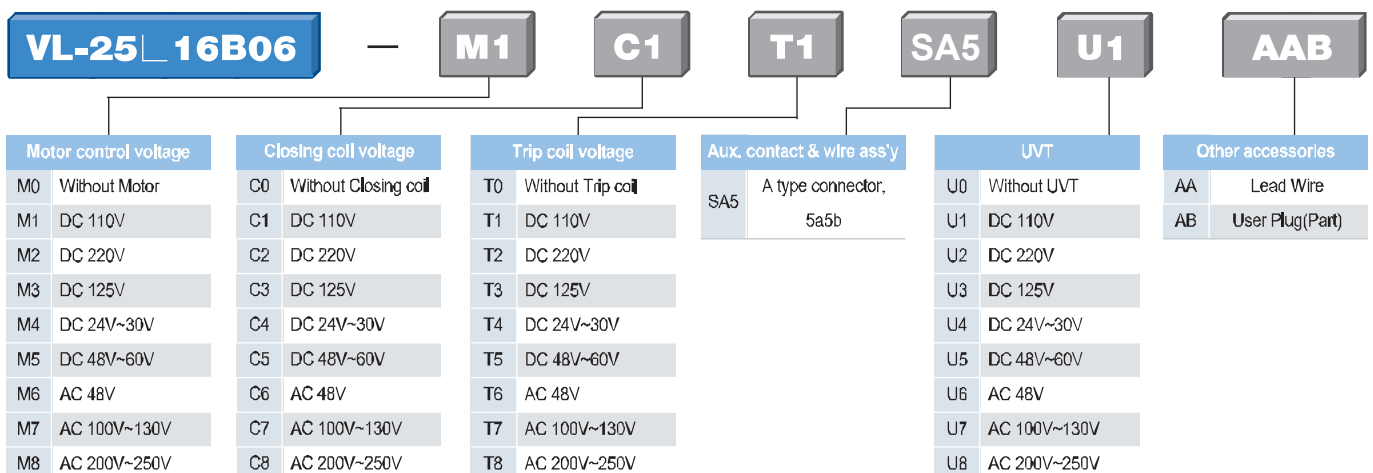 VL-25⎵16B06 — M1 C1 T1 SA5 U1 AAB
Motor control voltage
M0 Without Motor
M1 DC 110V
M2 DC 220V
M3 DC 125V
M4 DC 24V~30V
M5 DC 48V~60V
M6 AC 48V
M7 AC 100V~130V
M8 AC 200V~250V
Closing coil voltage
C0 Without Closing coil
C1 DC 110V
C2 DC 220V
C3 DC 125V
C4 DC 24V~30V
C5 DC 48V~60V
C6 AC 48V
C7 AC 100V~130V
C8 AC 200V~250V
Trip coil voltage
T0 Without Trip coil
T1 DC 110V
T2 DC 220V
T3 DC 125V
T4 DC 24V~30V
T5 DC 48V~60V
T6 AC 48V
T7 AC 100V~130V
T8 AC 200V~250V
Aux. contact & wire ass'y
SA5 A type connector,
5a5b
UVT
U0 Without UVT
U1 DC 110V
U2 DC 220V
U3 DC 125V
U4 DC 24V~30V
U5 DC 48V~60V
U6 AC 48V
U7 AC 100V~130V
U8 AC 200V~250V
Other accessories
AA Lead Wire
AB User Plug(Part)